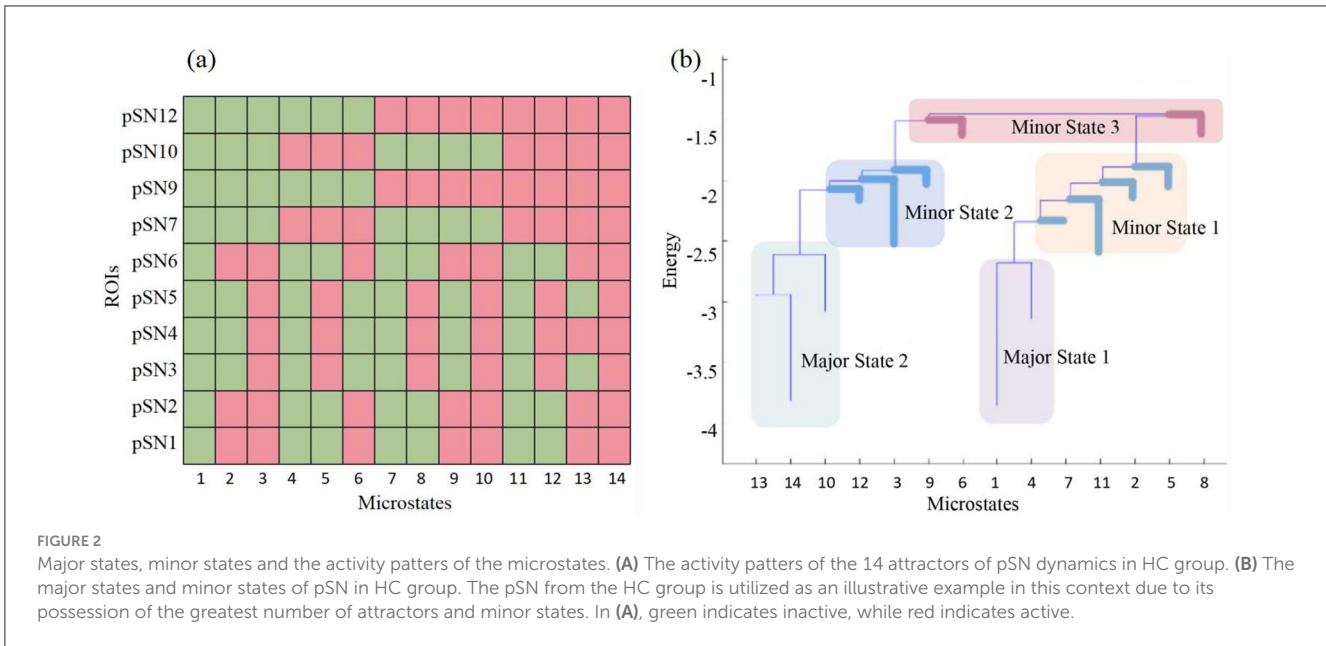 (a)
pSN12
pSN10
pSN9
pSN7
pSN6
pSN5
pSN4
pSN3
pSN2
pSN1
ROIs
1 2 3 4 5 6 7 8 9 10 11 12 13 14
Microstates
(b)
-1
-1.5
-2
-2.5
-3
-3.5
-4
Energy
Minor State 3
Minor State 2
Minor State 1
Major State 2
Major State 1
13 14 10 12 3 9 6 1 4 7 11 2 5 8
Microstates
FIGURE 2
Major states, minor states and the activity patters of the microstates. (A) The activity patters of the 14 attractors of pSN dynamics in HC group. (B) The
major states and minor states of pSN in HC group. The pSN from the HC group is utilized as an illustrative example in this context due to its
possession of the greatest number of attractors and minor states. In (A), green indicates inactive, while red indicates active.